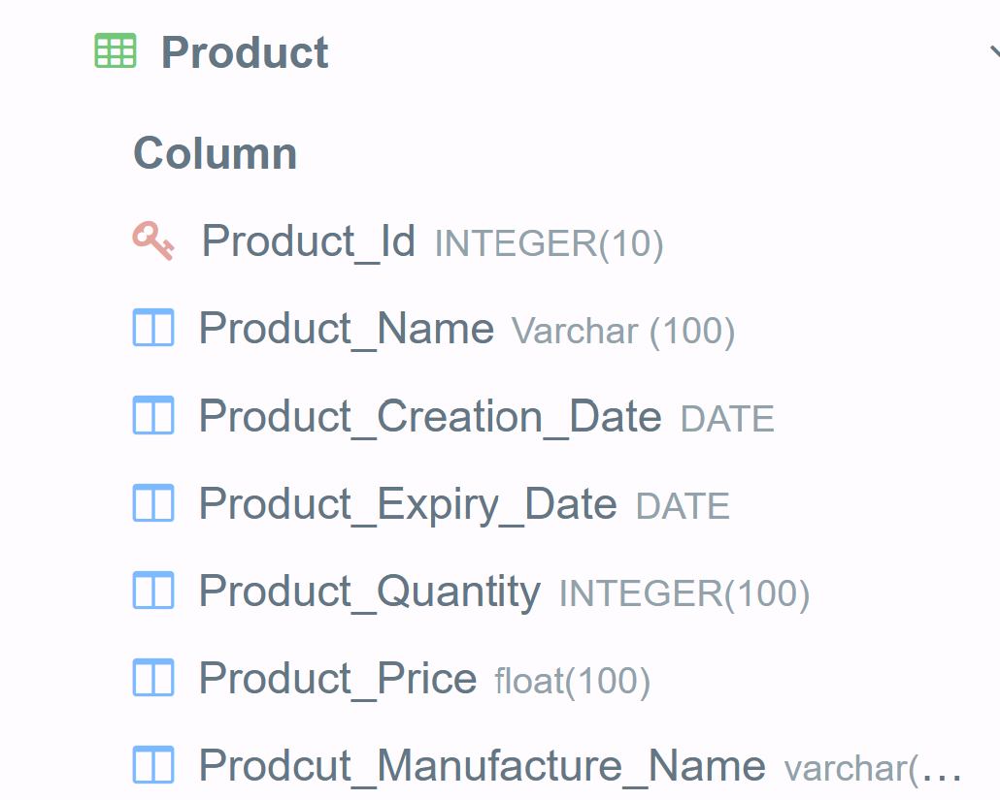 Product
Column
Product_Id INTEGER(10)
Product_Name Varchar (100)
Product_Creation_Date DATE
Product_Expiry_Date DATE
Product_Quantity INTEGER(100)
Product_Price float(100)
Prodcut_Manufacture_Name varchar(…